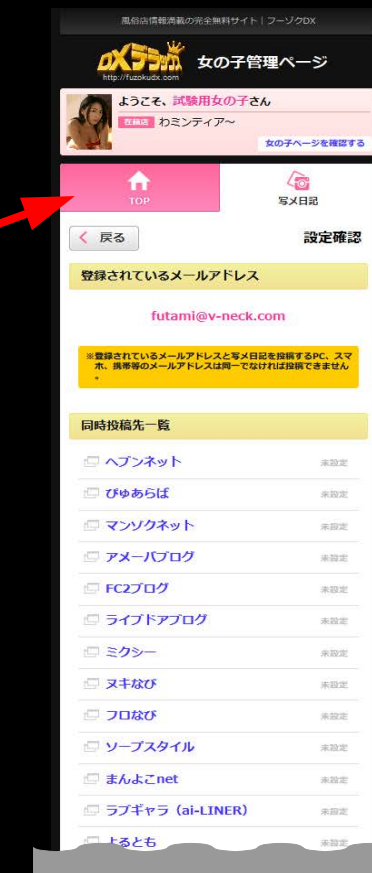 風俗店情報満載の完全無料サイト｜フーゾクDX
DXデラックス
http://fuzokudx.com
女の子管理ページ
ようこそ、試験用女の子さん
在籍店 わミンティア～
女の子ページを確認する
TOP
写メ日記
戻る
設定確認
登録されているメールアドレス
futami@v-neck.com
※登録されているメールアドレスと写メ日記を投稿するPC、スマ
ホ、携帯等のメールアドレスは同一でなければ投稿できません
。
同時投稿先一覧
ヘブンネット 未設定
ぴゅあらば 未設定
マンゾクネット 未設定
アメーバブログ 未設定
FC2ブログ 未設定
ライブドアブログ 未設定
ミクシー 未設定
ヌキなび 未設定
フロなび 未設定
ソープスタイル 未設定
まんよこnet 未設定
ラブギャラ（ai-LINER） 未設定
よるとも 未設定